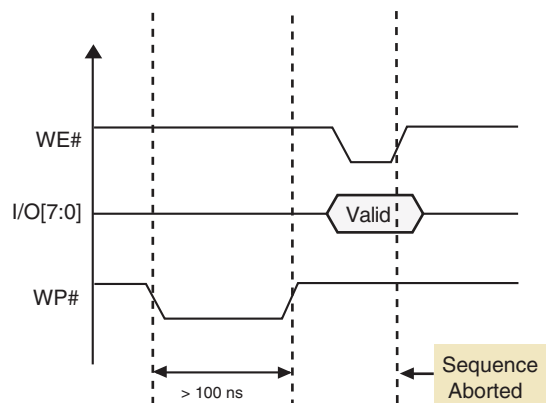 WE#
I/O[7:0]
Valid
WP#
> 100 ns
Sequence
Aborted